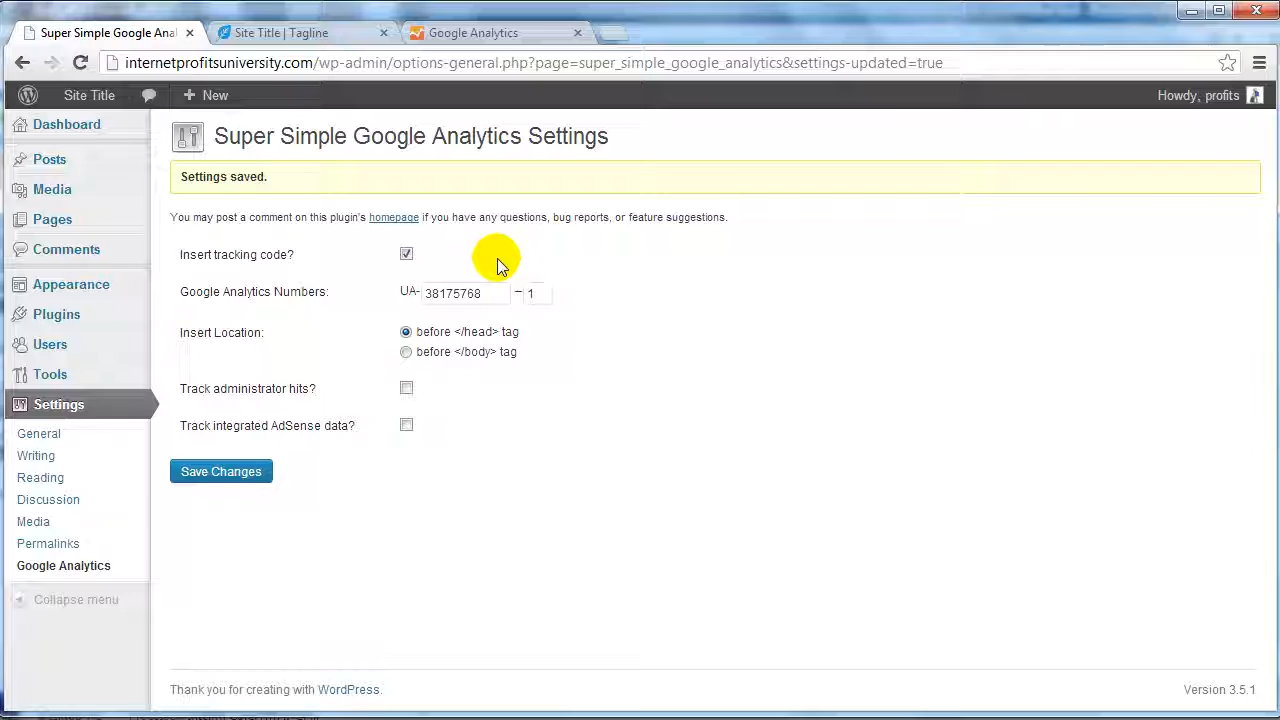 Super Simple Google Anal
Site Title | Tagline
Google Analytics
internetprofitsuniversity.com/wp-admin/options-general.php?page=super_simple_google_analytics&settings-updated=true
Site Title
New
Howdy, profits
Dashboard
Posts
Media
Pages
Comments
Appearance
Plugins
Users
Tools
Settings
General
Writing
Reading
Discussion
Media
Permalinks
Google Analytics
Collapse menu
Super Simple Google Analytics Settings
Settings saved.
You may post a comment on this plugin's homepage if you have any questions, bug reports, or feature suggestions.
Insert tracking code?
Google Analytics Numbers: UA- 38175768 – 1
Insert Location: before </head> tag
before </body> tag
Track administrator hits?
Track integrated AdSense data?
Save Changes
Thank you for creating with WordPress.
Version 3.5.1